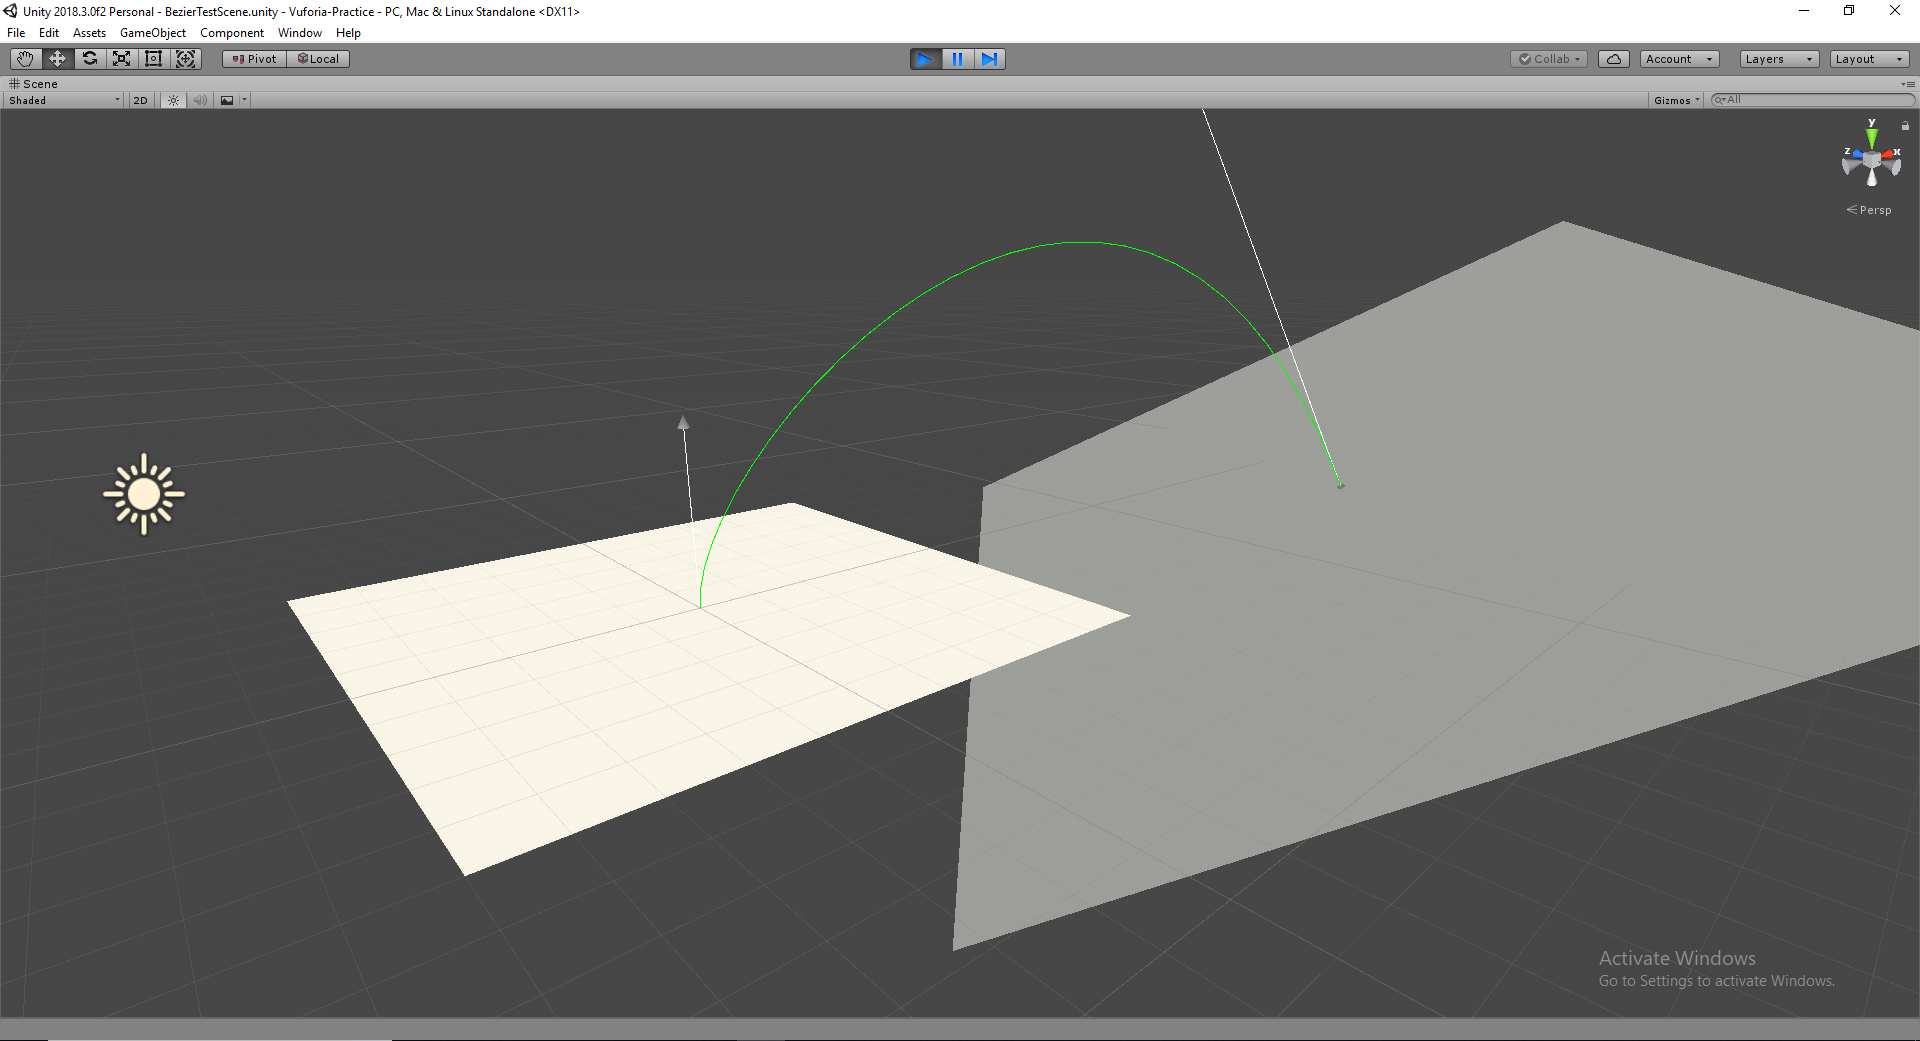 Unity 2018.3.0f2 Personal - BezierTestScene.unity - Vuforia-Practice - PC, Mac & Linux Standalone <DX11>
File Edit Assets GameObject Component Window Help
Pivot Local Collab Account Layers Layout
Scene
Shaded 2D Gizmos All
y
z x
Persp
Activate Windows
Go to Settings to activate Windows.